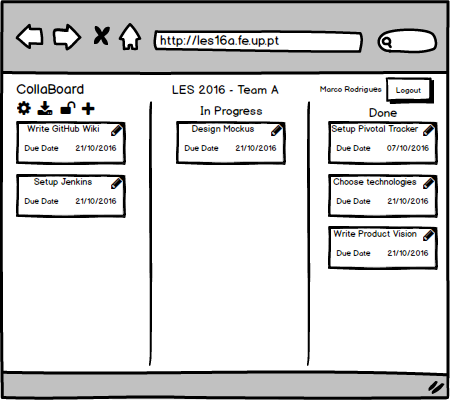 http://les16a.fe.up.pt
CollaBoard
LES 2016 - Team A
Marco Rodrigues
Logout
Write GitHub Wiki
Due Date 21/10/2016
Setup Jenkins
Due Date 21/10/2016
In Progress
Design Mockus
Due Date 21/10/2016
Done
Setup Pivotal Tracker
Due Date 07/10/2016
Choose technologies
Due Date 21/10/2016
Write Product Vision
Due Date 21/10/2016